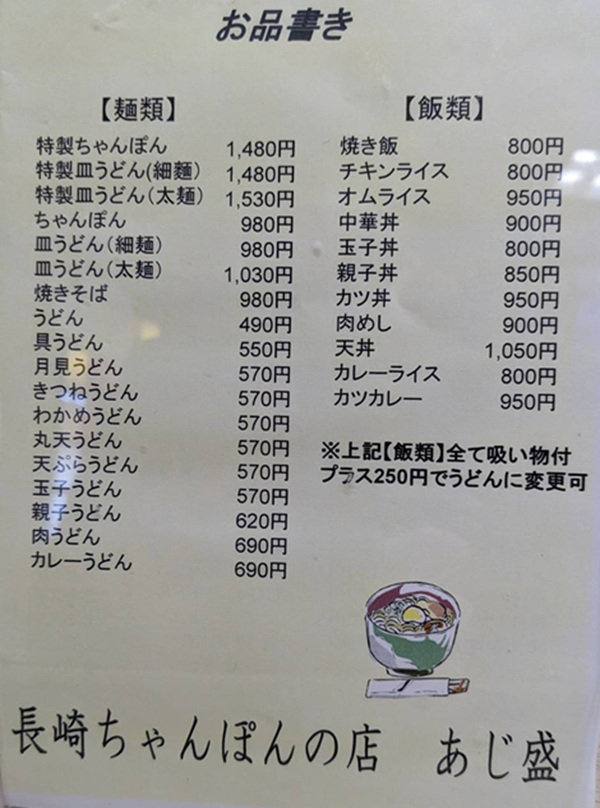 お品書き
【麺類】
特製ちゃんぽん 1,480円
特製皿うどん(細麺) 1,480円
特製皿うどん(太麺) 1,530円
ちゃんぽん 980円
皿うどん(細麺) 980円
皿うどん(太麺) 1,030円
焼きそば 980円
うどん 490円
具うどん 550円
月見うどん 570円
きつねうどん 570円
わかめうどん 570円
丸天うどん 570円
天ぷらうどん 570円
玉子うどん 570円
親子うどん 620円
肉うどん 690円
カレーうどん 690円
【飯類】
焼き飯 800円
チキンライス 800円
オムライス 950円
中華丼 900円
玉子丼 800円
親子丼 850円
カツ丼 950円
肉めし 900円
天丼 1,050円
カレーライス 800円
カツカレー 950円
※上記【飯類】全て吸い物付
プラス250円でうどんに変更可
長崎ちゃんぽんの店 あじ盛